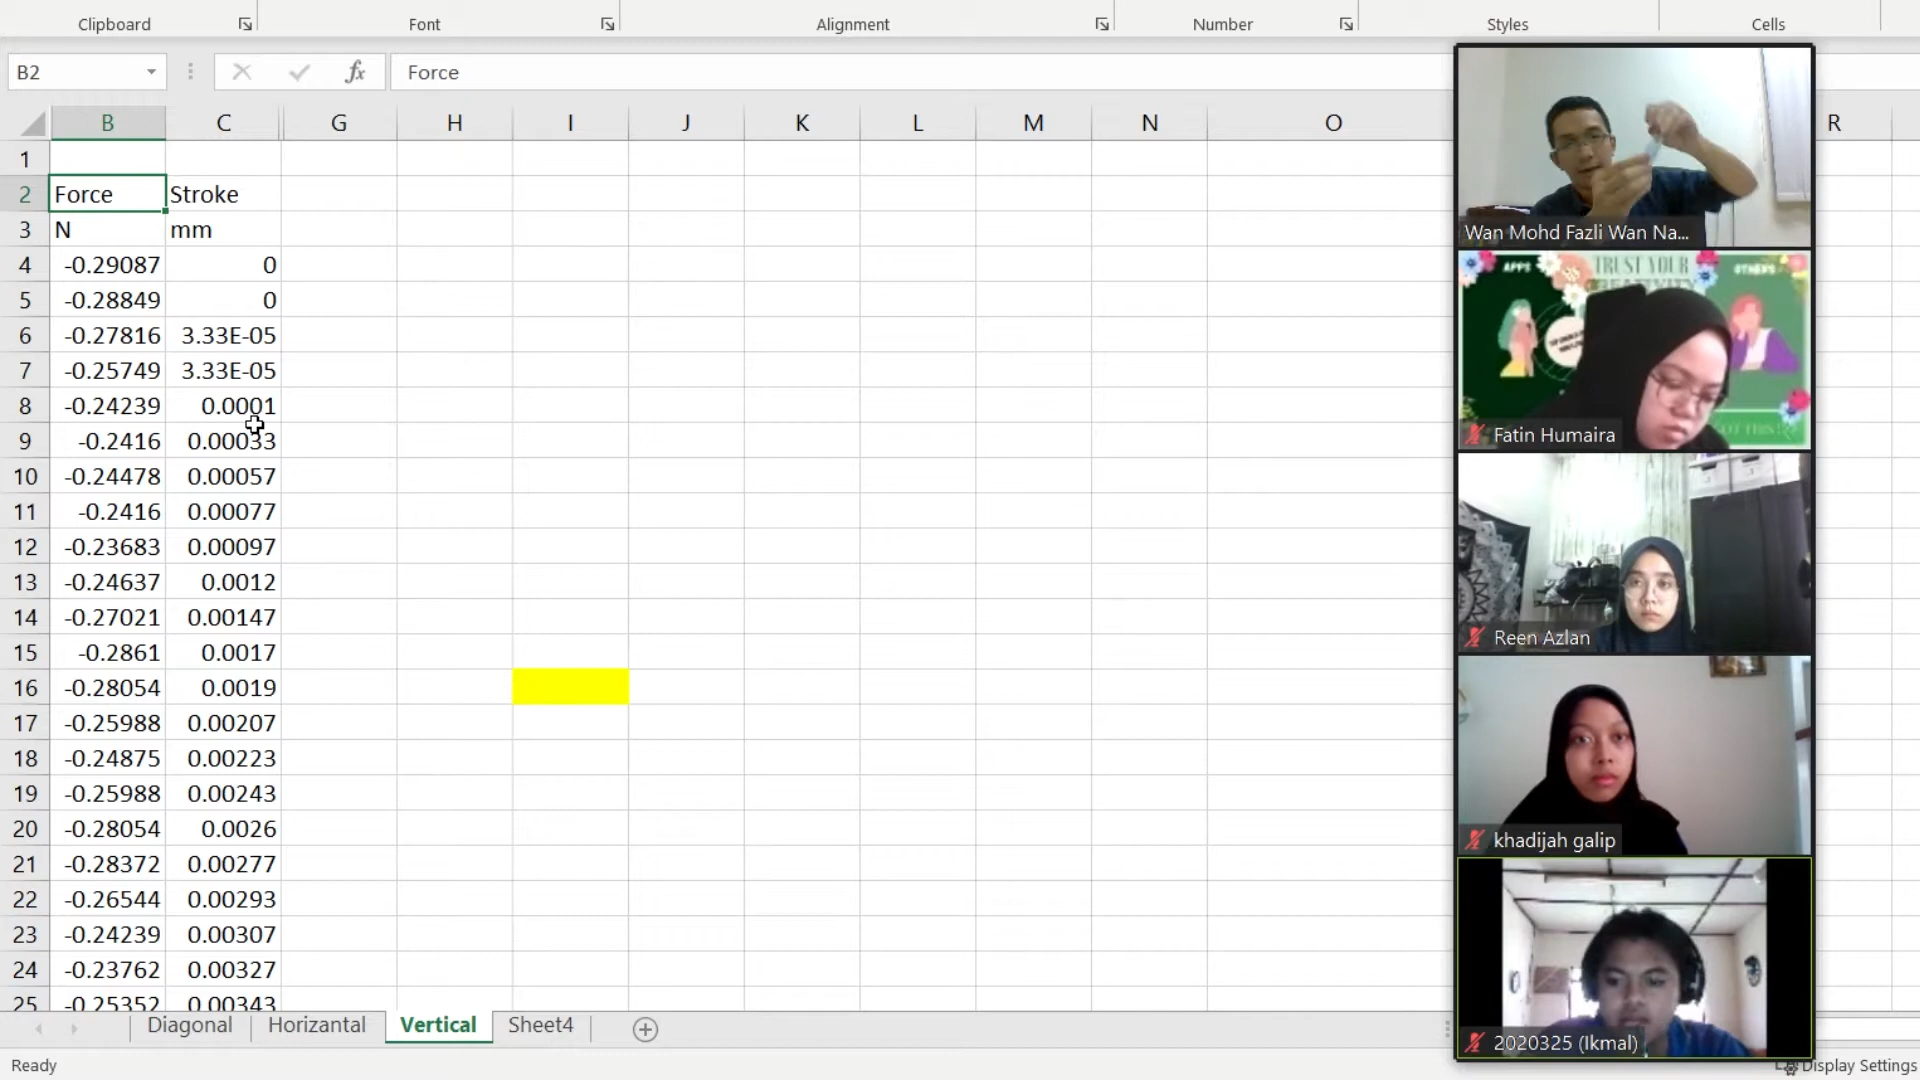 Clipboard Font Alignment Number Styles Cells
B2 fx Force
B C G H I J K L M N O R
1
2 Force Stroke
3 N mm
4 -0.29087 0
5 -0.28849 0
6 -0.27816 3.33E-05
7 -0.25749 3.33E-05
8 -0.24239 0.0001
9 -0.2416 0.00033
10 -0.24478 0.00057
11 -0.2416 0.00077
12 -0.23683 0.00097
13 -0.24637 0.0012
14 -0.27021 0.00147
15 -0.2861 0.0017
16 -0.28054 0.0019
17 -0.25988 0.00207
18 -0.24875 0.00223
19 -0.25988 0.00243
20 -0.28054 0.0026
21 -0.28372 0.00277
22 -0.26544 0.00293
23 -0.24239 0.00307
24 -0.23762 0.00327
25 -0.25352 0.00343
Diagonal Horizantal Vertical Sheet4
Ready
Display Settings
Wan Mohd Fazli Wan Na...
APPS TRUST YOUR OTHERS
Fatin Humaira
Reen Azlan
khadijah galip
2020325 (Ikmal)